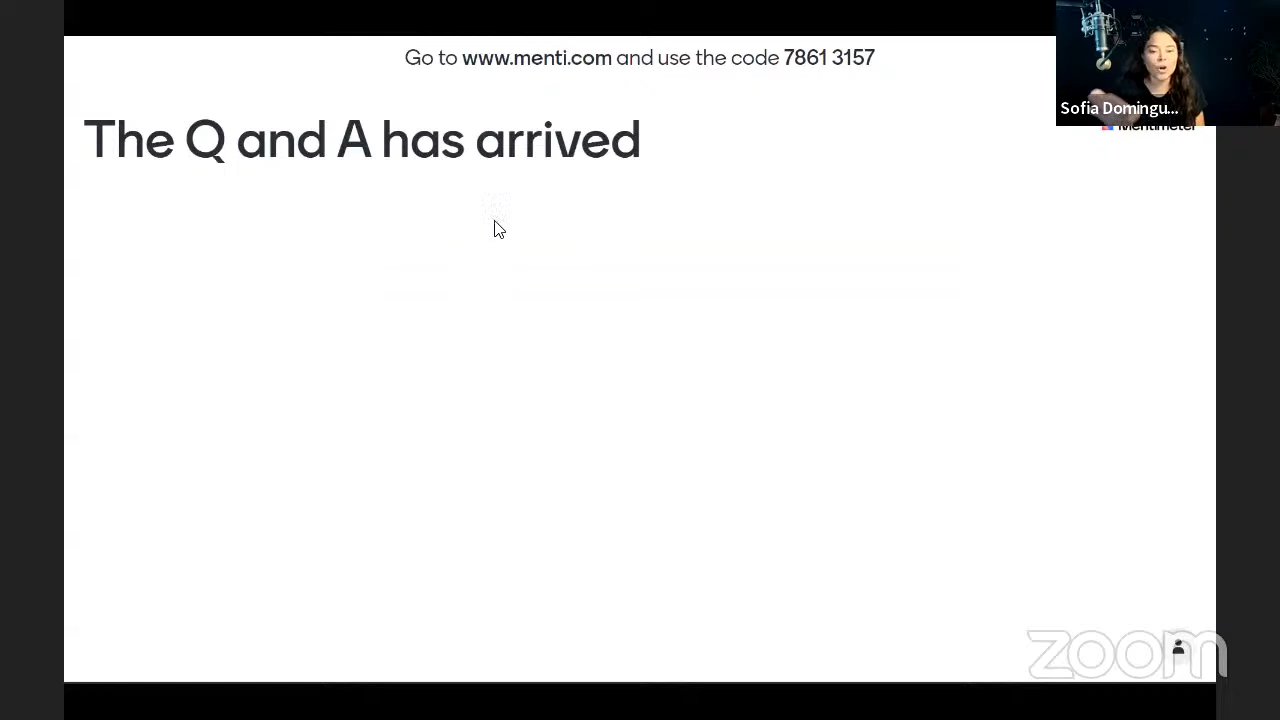 Go to www.menti.com and use the code 7861 3157
Sofia Domingu...
Mentimeter
The Q and A has arrived
zoom